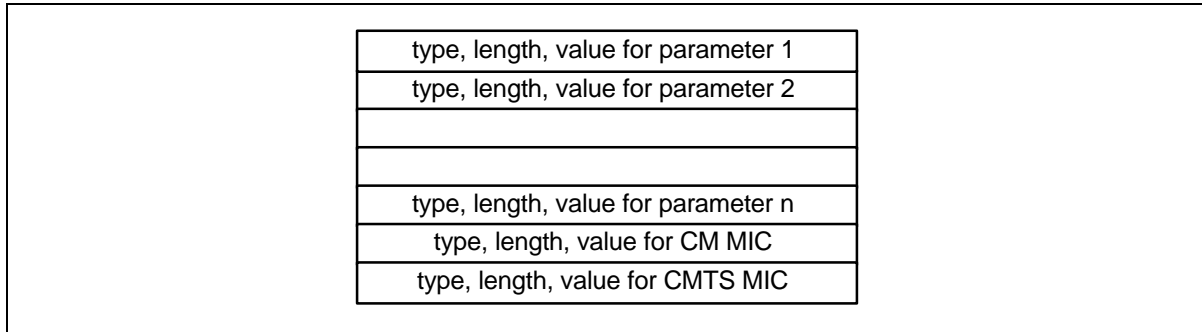 type, length, value for parameter 1
type, length, value for parameter 2
type, length, value for parameter n
type, length, value for CM MIC
type, length, value for CMTS MIC